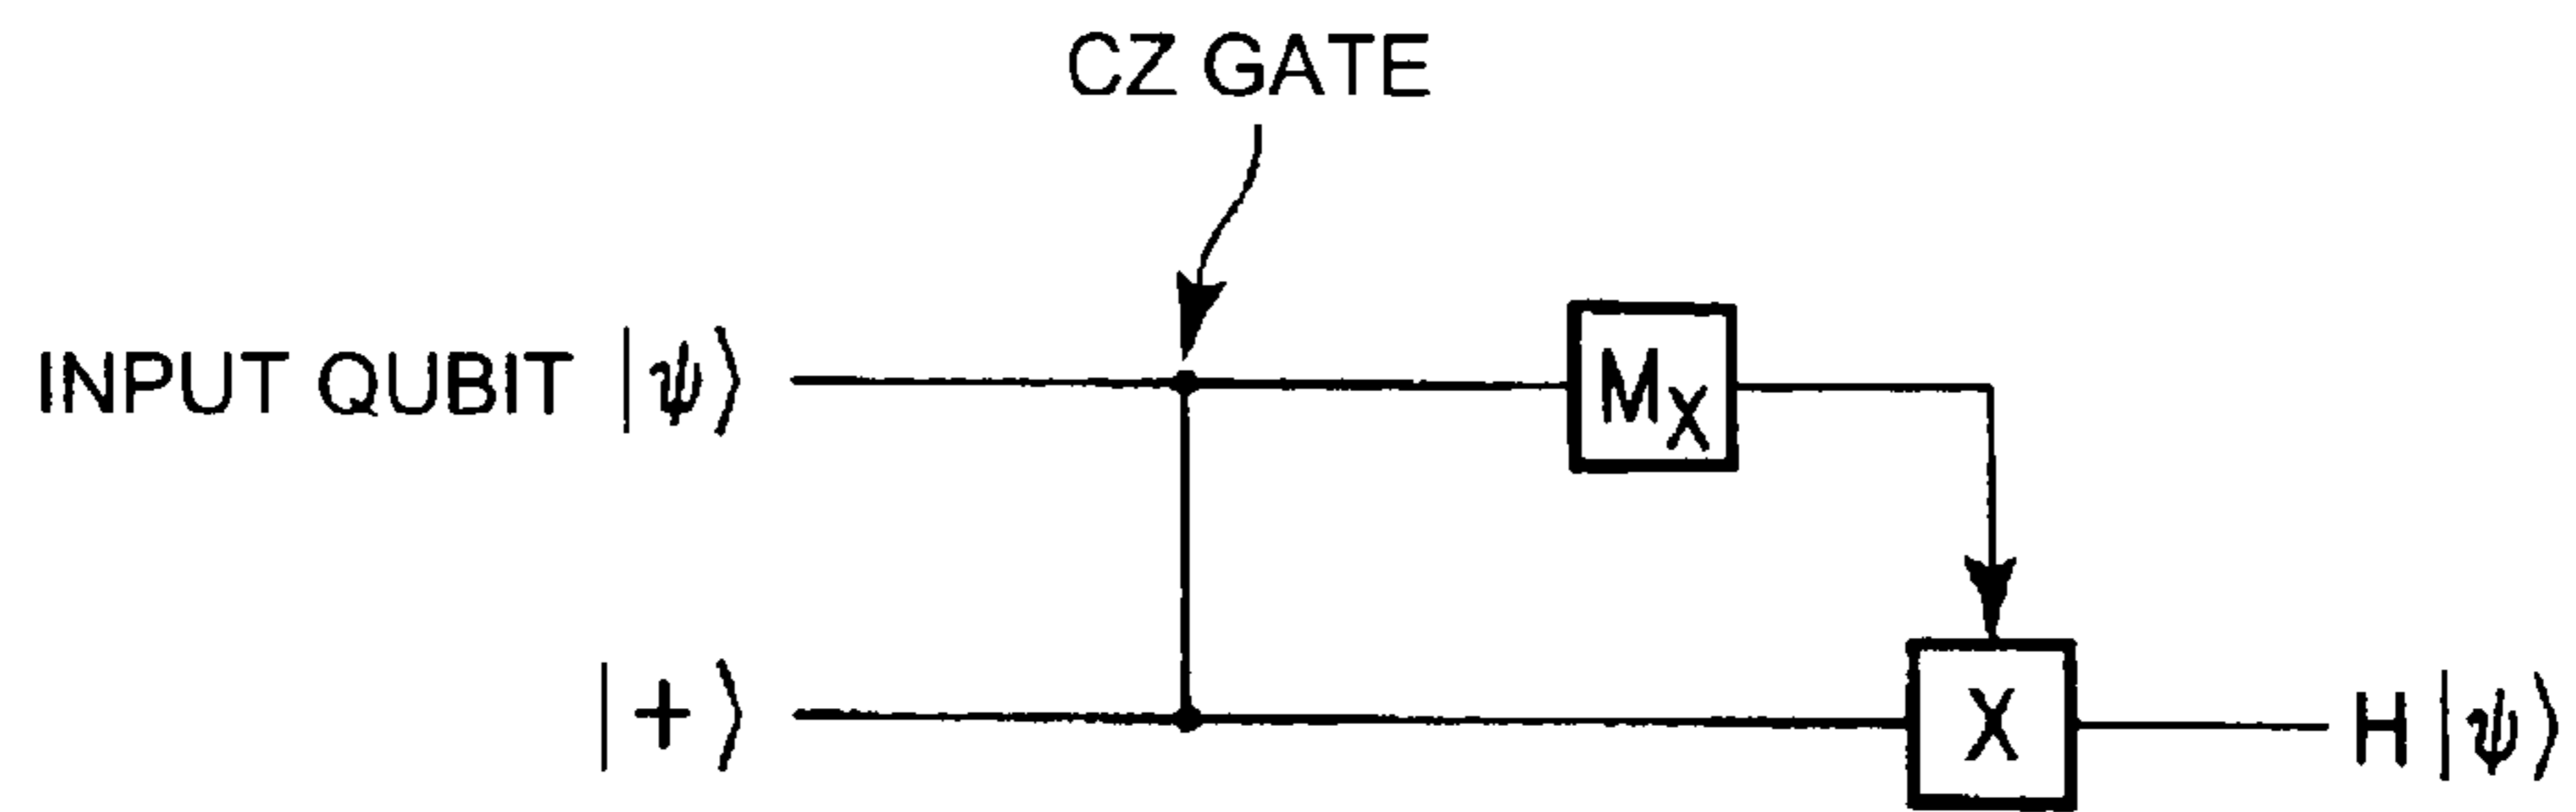 CZ GATE
INPUT QUBIT |ψ⟩
M_X
|+⟩
X
H|ψ⟩